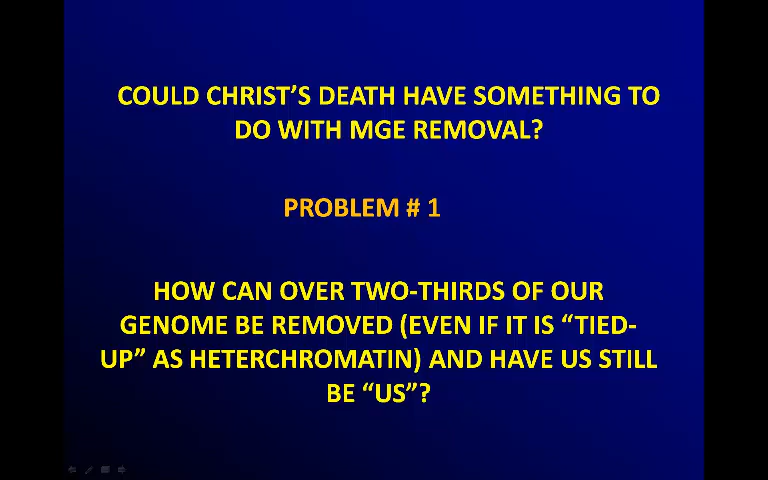 COULD CHRIST’S DEATH HAVE SOMETHING TO
DO WITH MGE REMOVAL?
PROBLEM # 1
HOW CAN OVER TWO-THIRDS OF OUR
GENOME BE REMOVED (EVEN IF IT IS “TIED-
UP” AS HETERCHROMATIN) AND HAVE US STILL
BE “US”?